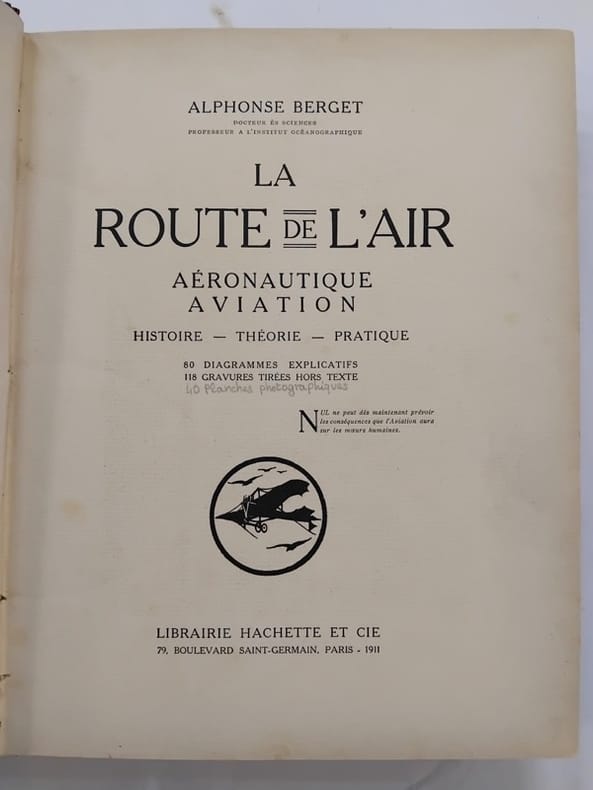 ALPHONSE BERGET
DOCTEUR ÈS SCIENCES
PROFESSEUR A L'INSTITUT OCÉANOGRAPHIQUE
LA
ROUTE DE L'AIR
AÉRONAUTIQUE
AVIATION
HISTOIRE — THÉORIE — PRATIQUE
80 DIAGRAMMES EXPLICATIFS
118 GRAVURES TIRÉES HORS TEXTE
40 planches photographiques
NUL ne peut dès maintenant prévoir
les conséquences que l'Aviation aura
sur les mœurs humaines.
LIBRAIRIE HACHETTE ET CIE
79, BOULEVARD SAINT-GERMAIN, PARIS - 1911